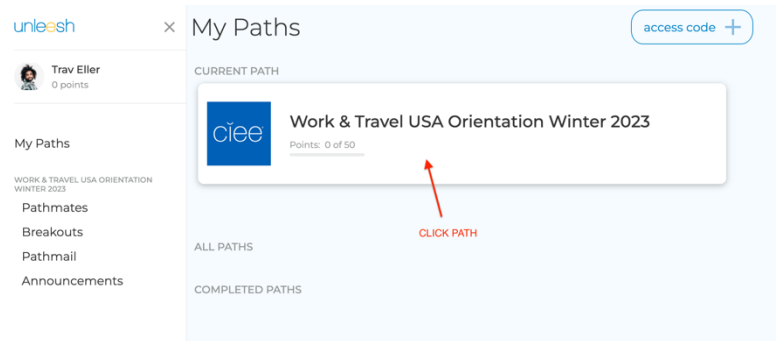 unleesh
×
Trav Eller
0 points
My Paths
WORK & TRAVEL USA ORIENTATION
WINTER 2023
Pathmates
Breakouts
Pathmail
Announcements
My Paths
access code +
CURRENT PATH
cïee
Work & Travel USA Orientation Winter 2023
Points: 0 of 50
CLICK PATH
ALL PATHS
COMPLETED PATHS